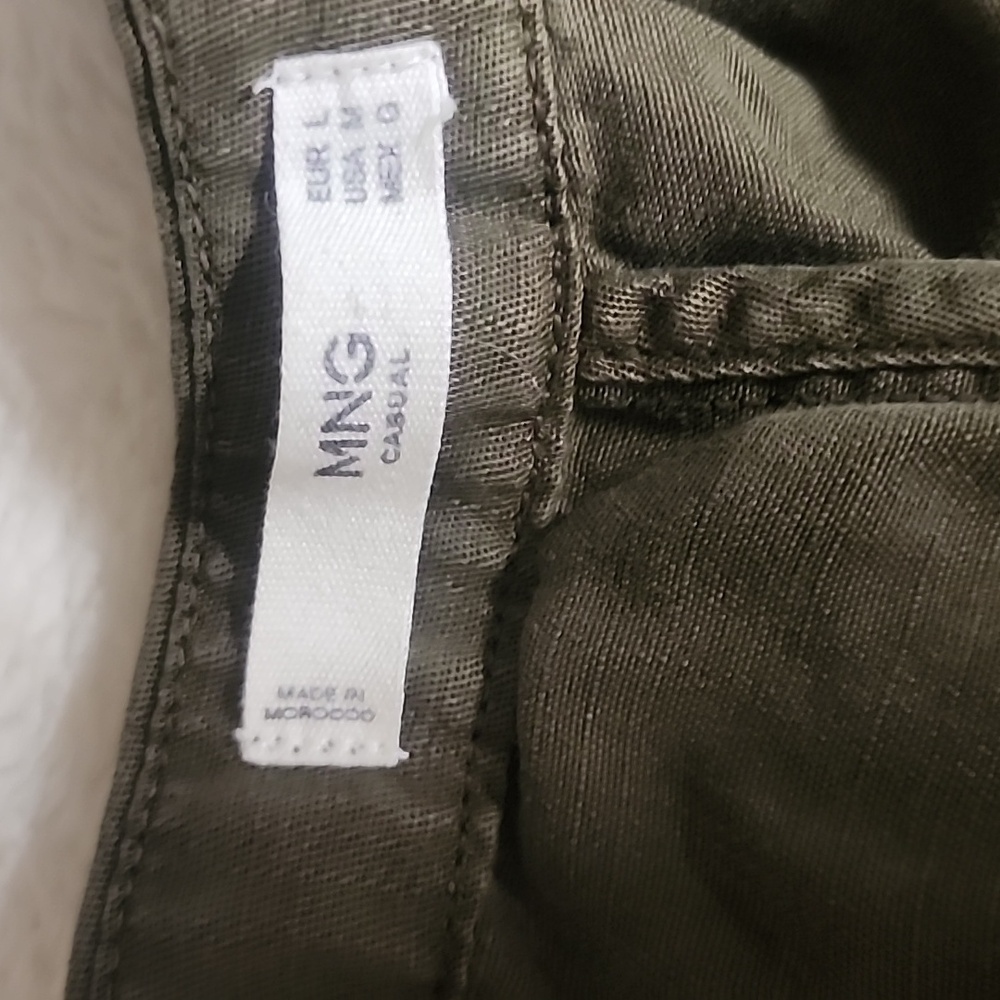 EUR L
USA M
MEX G
MNG
CASUAL
MADE IN
MOROCCO